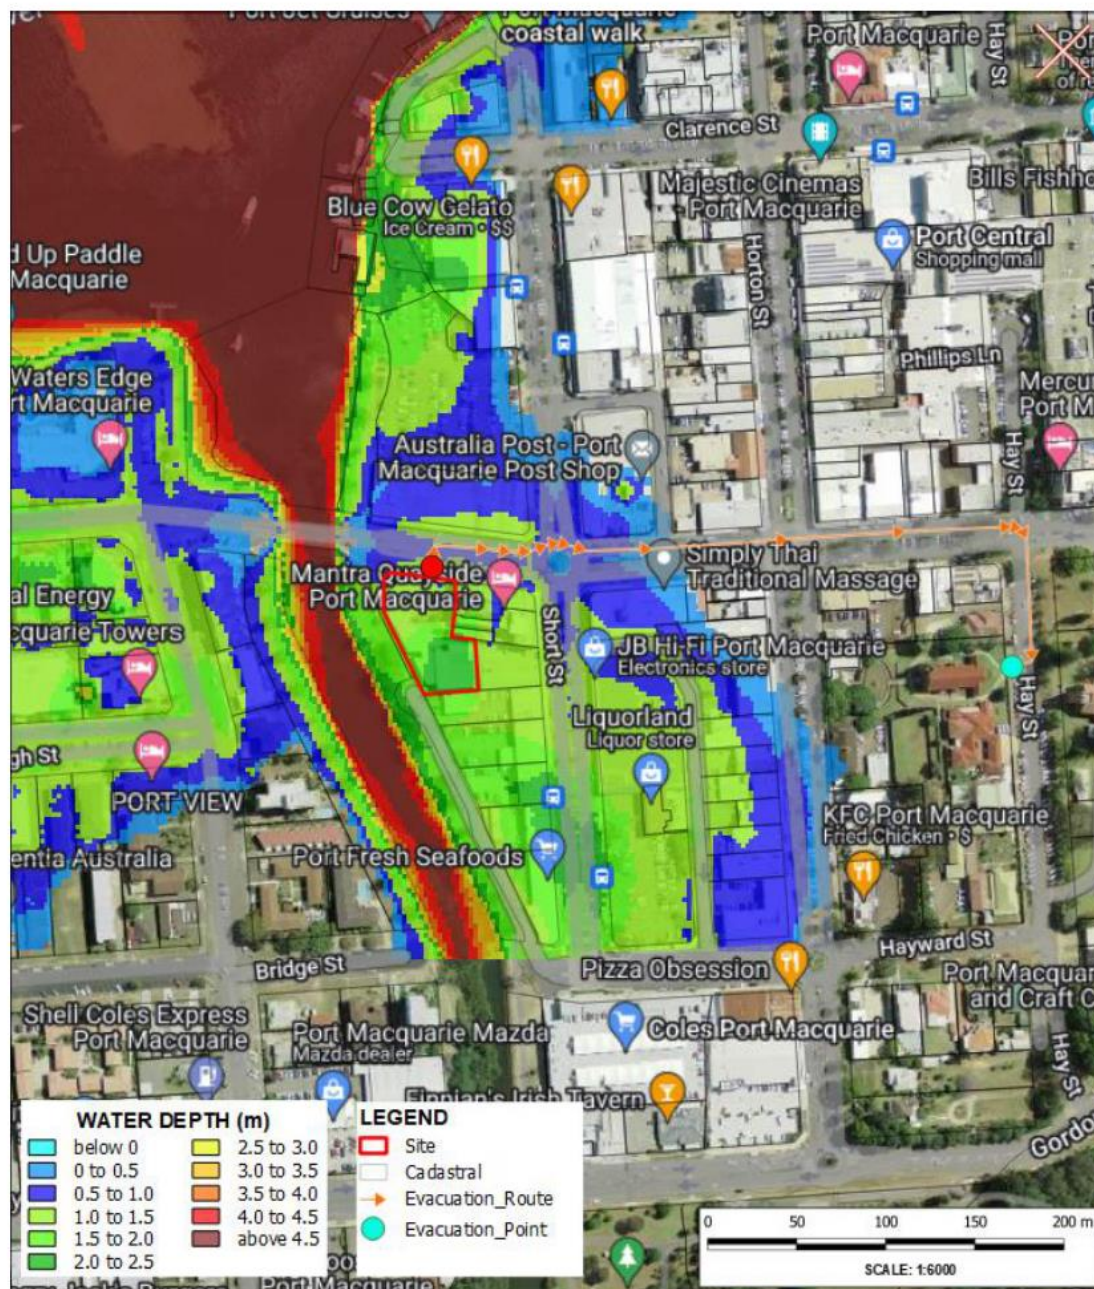 Port Jet Cruises
Port Macquarie
coastal walk
Port Macquarie
Hay St
Clarence St
Majestic Cinemas
- Port Macquarie
Bills Fishho
Blue Cow Gelato
Ice Cream • $$
Port Central
Shopping mall
d Up Paddle
Macquarie
Horton St
Phillips Ln
Waters Edge
rt Macquarie
Mercur
Port M
Australia Post - Port
Macquarie Post Shop
Hay St
Mantra Quayside
Port Macquarie
Simply Thai
Traditional Massage
al Energy
cquarie Towers
Short St
JB Hi-Fi Port Macquarie
Electronics store
Hay St
Liquorland
Liquor store
gh St
PORT VIEW
KFC Port Macquarie
Fried Chicken • $
entia Australia
Port Fresh Seafoods
Hayward St
Bridge St
Pizza Obsession
Port Macquar
and Craft C
Shell Coles Express
Port Macquarie
Port Macquarie Mazda
Mazda dealer
Coles Port Macquarie
Hay St
Finnian's Irish Tavern
Gordo
WATER DEPTH (m)
below 0
0 to 0.5
0.5 to 1.0
1.0 to 1.5
1.5 to 2.0
2.0 to 2.5
2.5 to 3.0
3.0 to 3.5
3.5 to 4.0
4.0 to 4.5
above 4.5
LEGEND
Site
Cadastral
Evacuation_Route
Evacuation_Point
0 50 100 150 200 m
SCALE: 1:6000
Port Macquarie